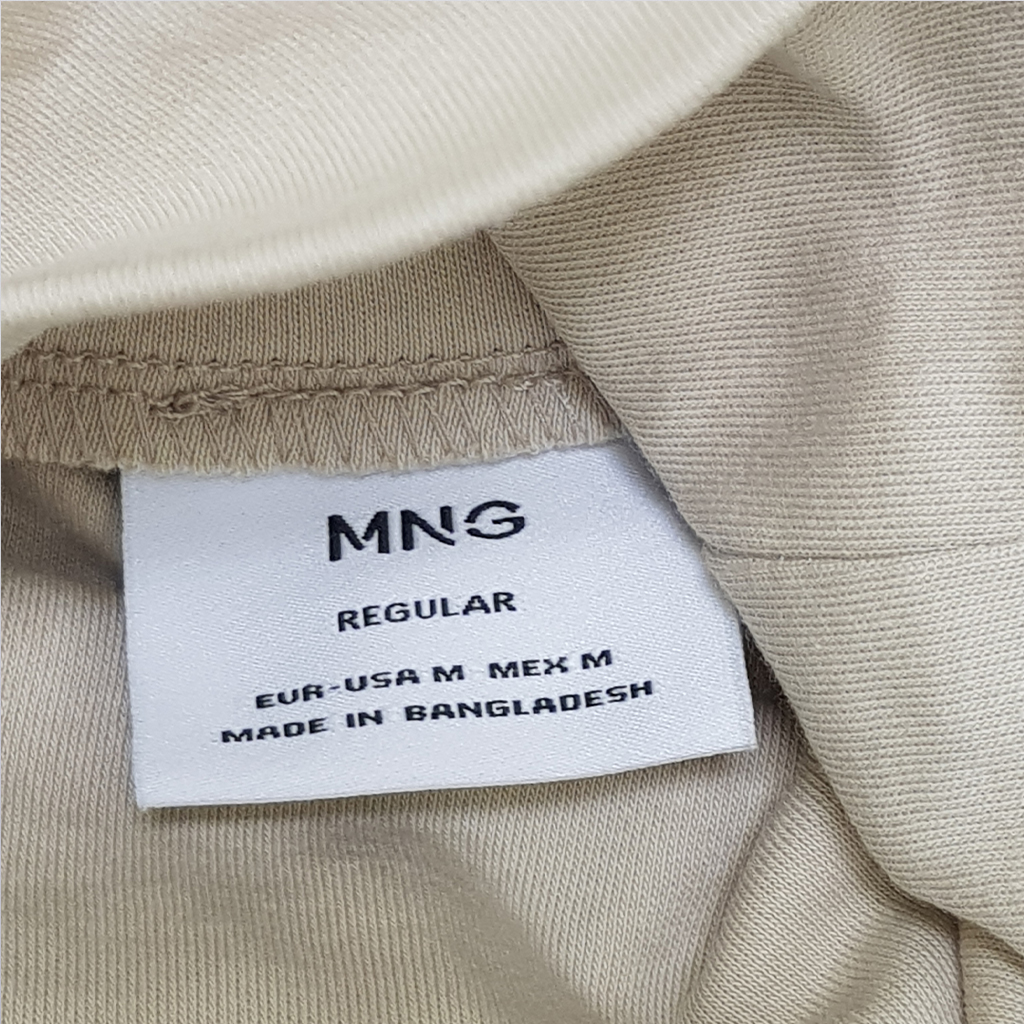 MNG
REGULAR
EUR-USA M MEX M
MADE IN BANGLADESH